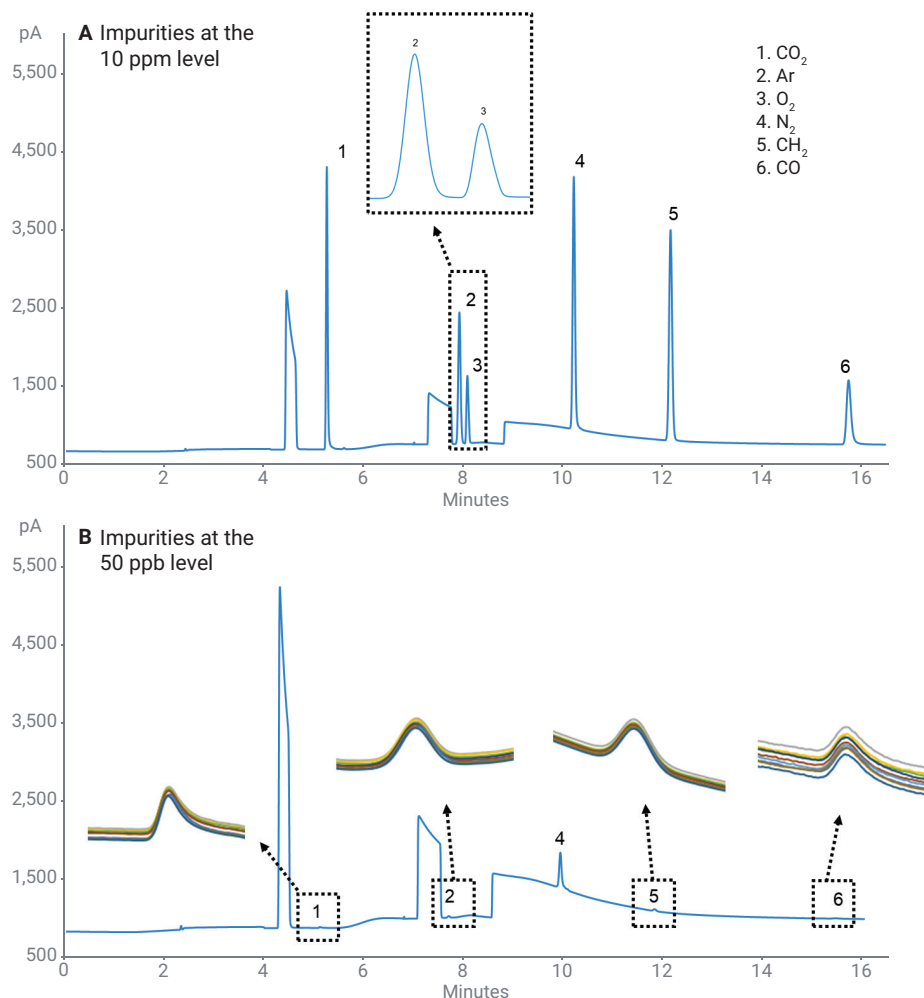 pA
A Impurities at the
10 ppm level
5,500
4,500
3,500
2,500
1,500
500
1. CO₂
2. Ar
3. O₂
4. N₂
5. CH₂
6. CO
2
3
1
2
3
4
5
6
0 2 4 6 8 10 12 14 16
Minutes
pA
B Impurities at the
50 ppb level
5,500
4,500
3,500
2,500
1,500
500
1
2
4
5
6
0 2 4 6 8 10 12 14 16
Minutes